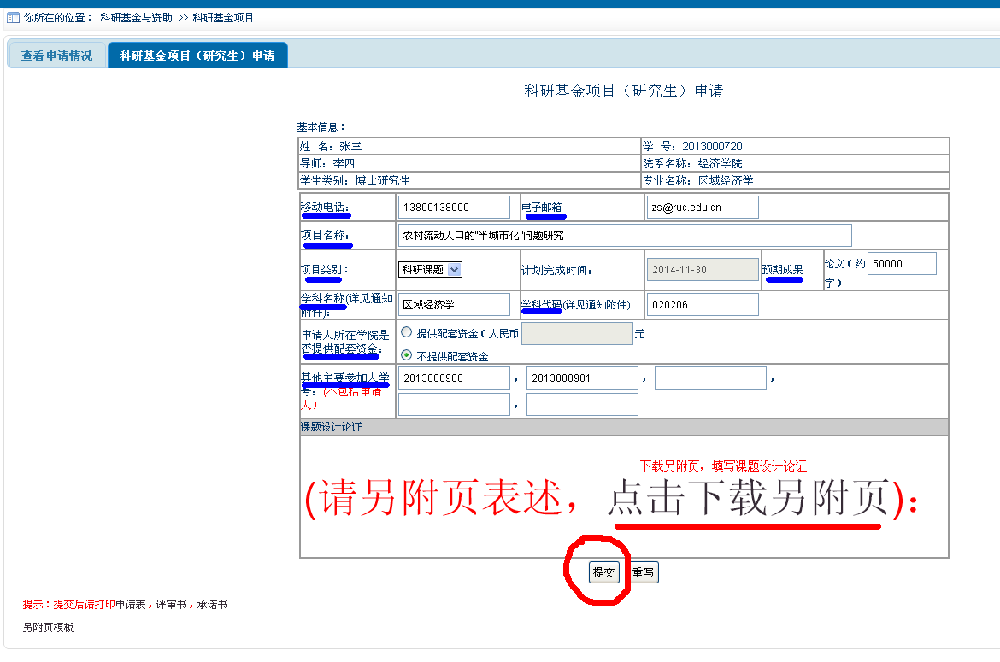 你所在的位置： 科研基金与资助 >> 科研基金项目
查看申请情况 科研基金项目（研究生）申请
科研基金项目（研究生）申请
基本信息：
姓 名：张三 学 号：2013000720
导师：李四 院系名称：经济学院
学生类别：博士研究生 专业名称：区域经济学
移动电话： 13800138000 电子邮箱 zs@ruc.edu.cn
项目名称： 农村流动人口的"半城市化"问题研究
项目类别： 科研课题 计划完成时间： 2014-11-30 预期成果 论文（约 50000
字）
学科名称(详见通知 区域经济学 学科代码(详见通知附件)： 020206
附件)：
申请人所在学院是 提供配套资金（人民币 元
否提供配套资金： 不提供配套资金
其他主要参加人学 2013008900 ， 2013008901 ， ，
号：（不包括申请 ，
人）
课题设计论证
下载另附页，填写课题设计论证
(请另附页表述，点击下载另附页)：
提交 重写
提示：提交后请打印申请表，评审书，承诺书
另附页模板